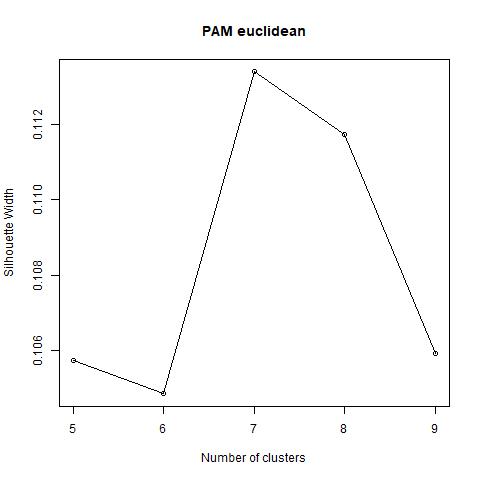 PAM euclidean
Silhouette Width
0.112
0.110
0.108
0.106
5 6 7 8 9
Number of clusters